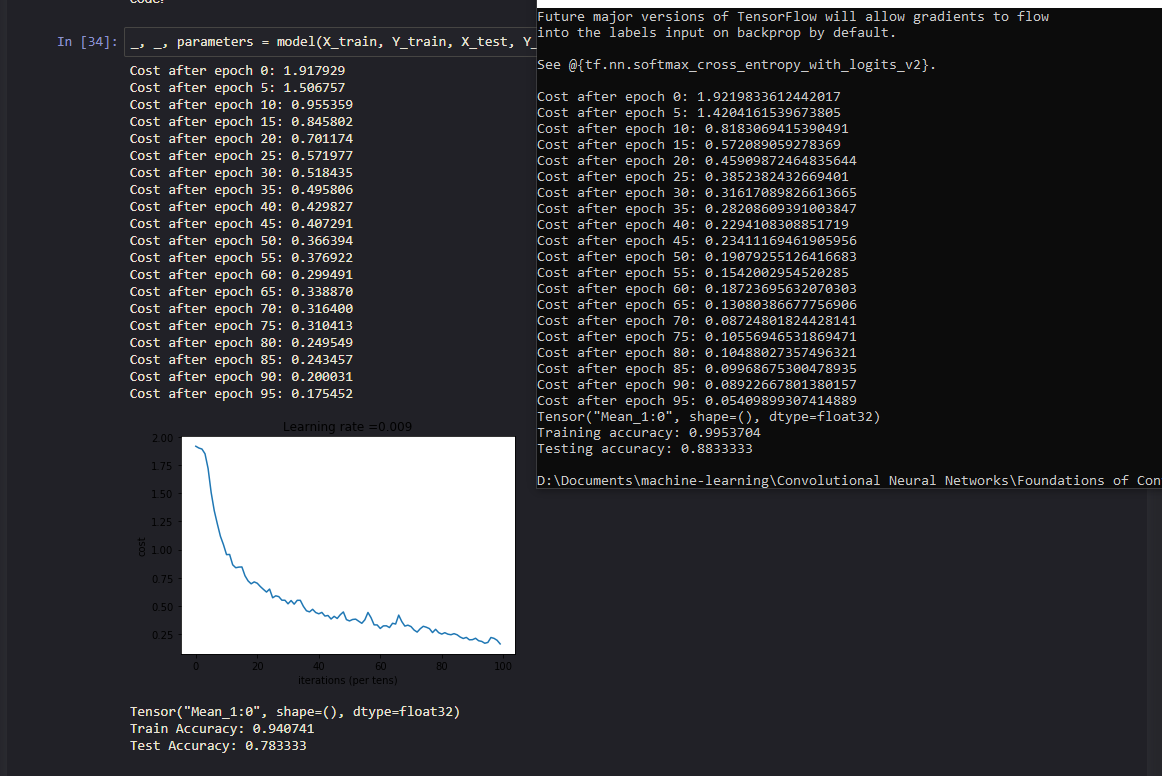 code!
In [34]: _, _, parameters = model(X_train, Y_train, X_test, Y_
Cost after epoch 0: 1.917929
Cost after epoch 5: 1.506757
Cost after epoch 10: 0.955359
Cost after epoch 15: 0.845802
Cost after epoch 20: 0.701174
Cost after epoch 25: 0.571977
Cost after epoch 30: 0.518435
Cost after epoch 35: 0.495806
Cost after epoch 40: 0.429827
Cost after epoch 45: 0.407291
Cost after epoch 50: 0.366394
Cost after epoch 55: 0.376922
Cost after epoch 60: 0.299491
Cost after epoch 65: 0.338870
Cost after epoch 70: 0.316400
Cost after epoch 75: 0.310413
Cost after epoch 80: 0.249549
Cost after epoch 85: 0.243457
Cost after epoch 90: 0.200031
Cost after epoch 95: 0.175452
Learning rate =0.009
2.00
1.75
1.50
1.25
1.00
0.75
0.50
0.25
cost
0 20 40 60 80 100
iterations (per tens)
Tensor("Mean_1:0", shape=(), dtype=float32)
Train Accuracy: 0.940741
Test Accuracy: 0.783333
Future major versions of TensorFlow will allow gradients to flow
into the labels input on backprop by default.
See @{tf.nn.softmax_cross_entropy_with_logits_v2}.
Cost after epoch 0: 1.9219833612442017
Cost after epoch 5: 1.4204161539673805
Cost after epoch 10: 0.8183069415390491
Cost after epoch 15: 0.572089059278369
Cost after epoch 20: 0.45909872464835644
Cost after epoch 25: 0.3852382432669401
Cost after epoch 30: 0.31617089826613665
Cost after epoch 35: 0.28208609391003847
Cost after epoch 40: 0.2294108308851719
Cost after epoch 45: 0.23411169461905956
Cost after epoch 50: 0.19079255126416683
Cost after epoch 55: 0.1542002954520285
Cost after epoch 60: 0.18723695632070303
Cost after epoch 65: 0.13080386677756906
Cost after epoch 70: 0.08724801824428141
Cost after epoch 75: 0.10556946531869471
Cost after epoch 80: 0.10488027357496321
Cost after epoch 85: 0.09968675300478935
Cost after epoch 90: 0.08922667801380157
Cost after epoch 95: 0.05409899307414889
Tensor("Mean_1:0", shape=(), dtype=float32)
Training accuracy: 0.9953704
Testing accuracy: 0.8833333
D:\Documents\machine-learning\Convolutional Neural Networks\Foundations of Con